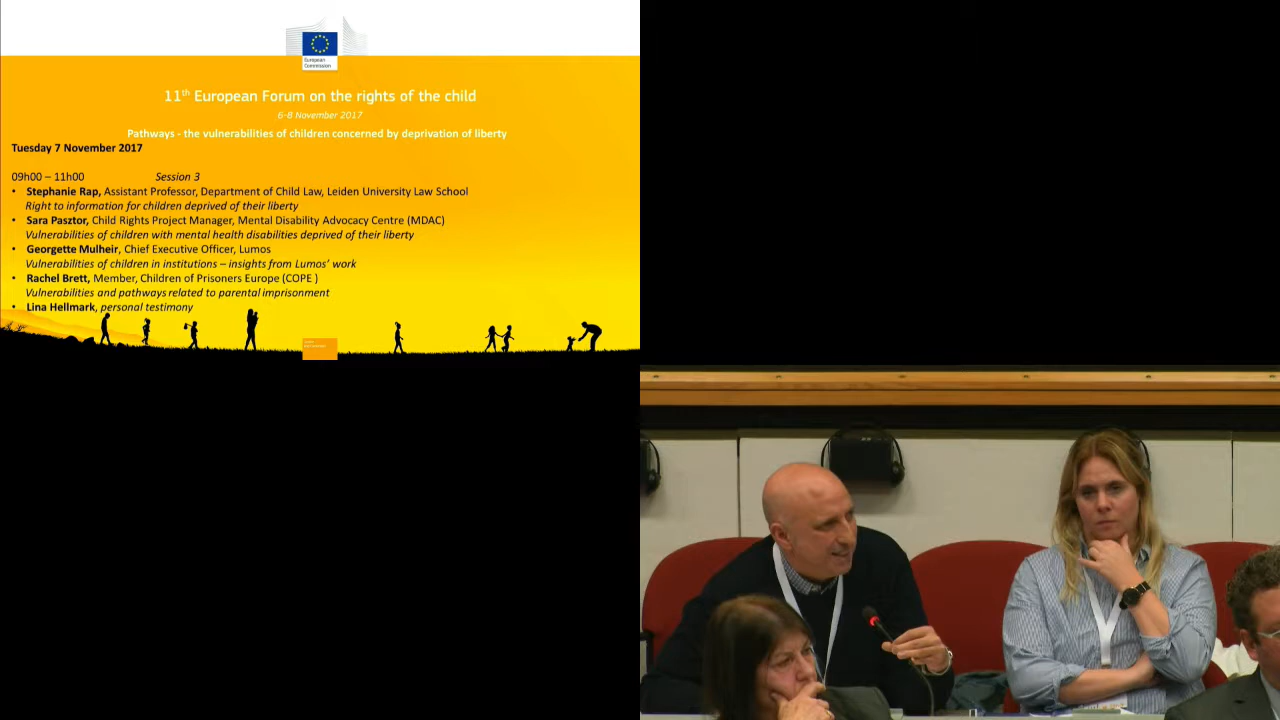 European
Commission
11th European Forum on the rights of the child
6-8 November 2017
Pathways - the vulnerabilities of children concerned by deprivation of liberty
Tuesday 7 November 2017
09h00 – 11h00 Session 3
• Stephanie Rap, Assistant Professor, Department of Child Law, Leiden University Law School
Right to information for children deprived of their liberty
• Sara Pasztor, Child Rights Project Manager, Mental Disability Advocacy Centre (MDAC)
Vulnerabilities of children with mental health disabilities deprived of their liberty
• Georgette Mulheir, Chief Executive Officer, Lumos
Vulnerabilities of children in institutions – insights from Lumos' work
• Rachel Brett, Member, Children of Prisoners Europe (COPE )
Vulnerabilities and pathways related to parental imprisonment
• Lina Hellmark, personal testimony